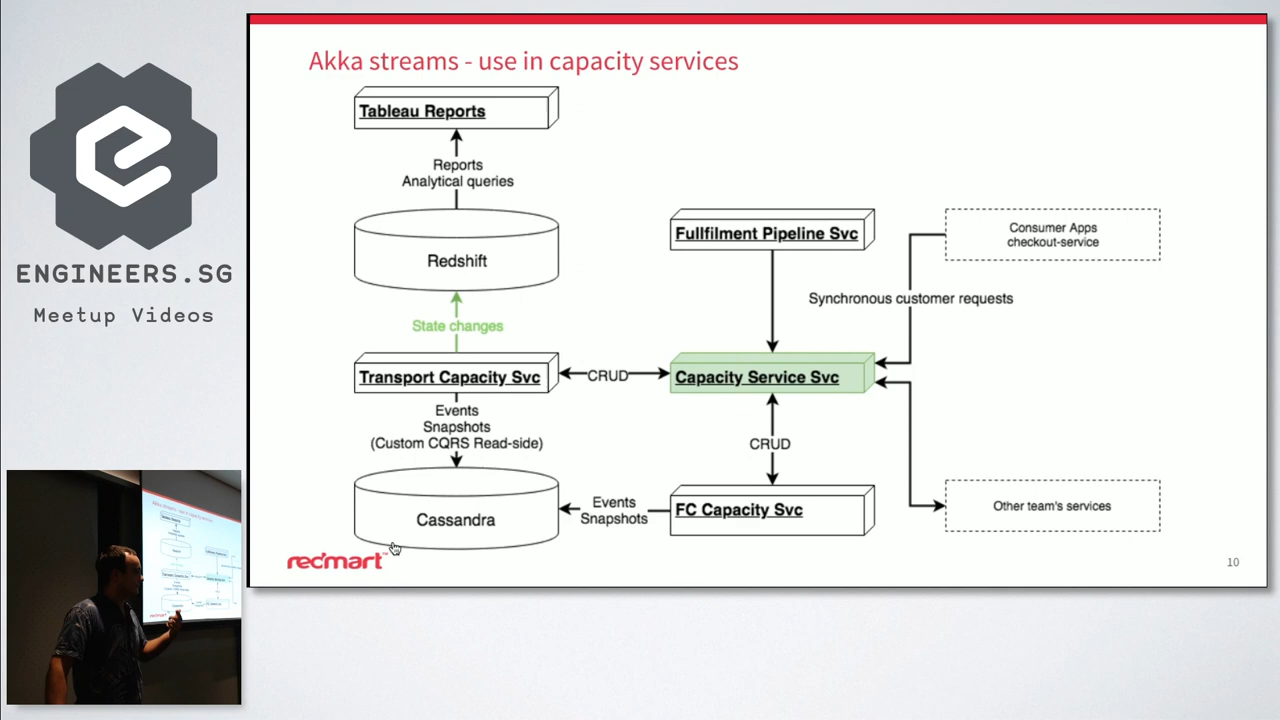 Akka streams - use in capacity services
Tableau Reports
Reports
Analytical queries
Redshift
State changes
Transport Capacity Svc
Events
Snapshots
(Custom CQRS Read-side)
Cassandra
CRUD
Fullfilment Pipeline Svc
Capacity Service Svc
CRUD
FC Capacity Svc
Events
Snapshots
Consumer Apps
checkout-service
Synchronous customer requests
Other team's services
redmart
10
ENGINEERS.SG
Meetup Videos